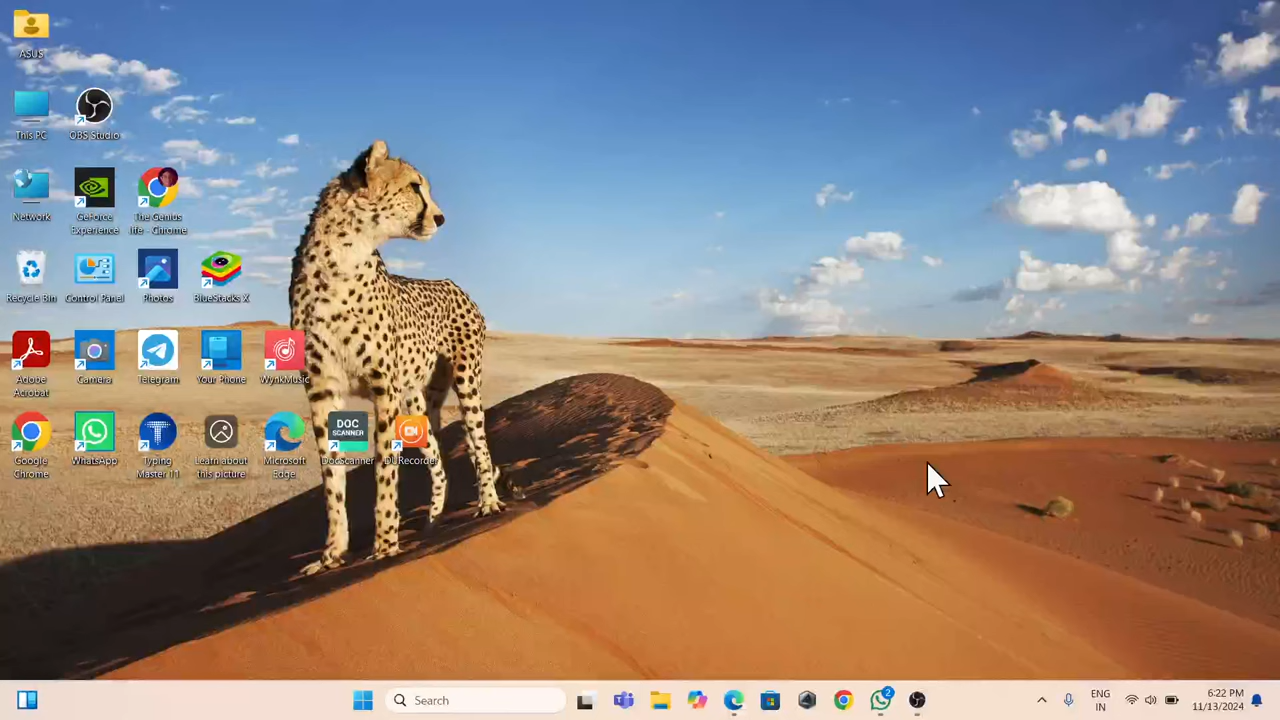 ASUS
This PC
OBS Studio
Network
GeForce
Experience
The Genius
life - Chrome
Recycle Bin
Control Panel
Photos
BlueStacks X
Adobe
Acrobat
Camera
Telegram
Your Phone
WynkMusic
Google
Chrome
WhatsApp
Typing
Master 11
Learn about
this picture
Microsoft
Edge
DOC
SCANNER
DocScanner
DURecorder
Search
2
ENG
IN
6:22 PM
11/13/2024